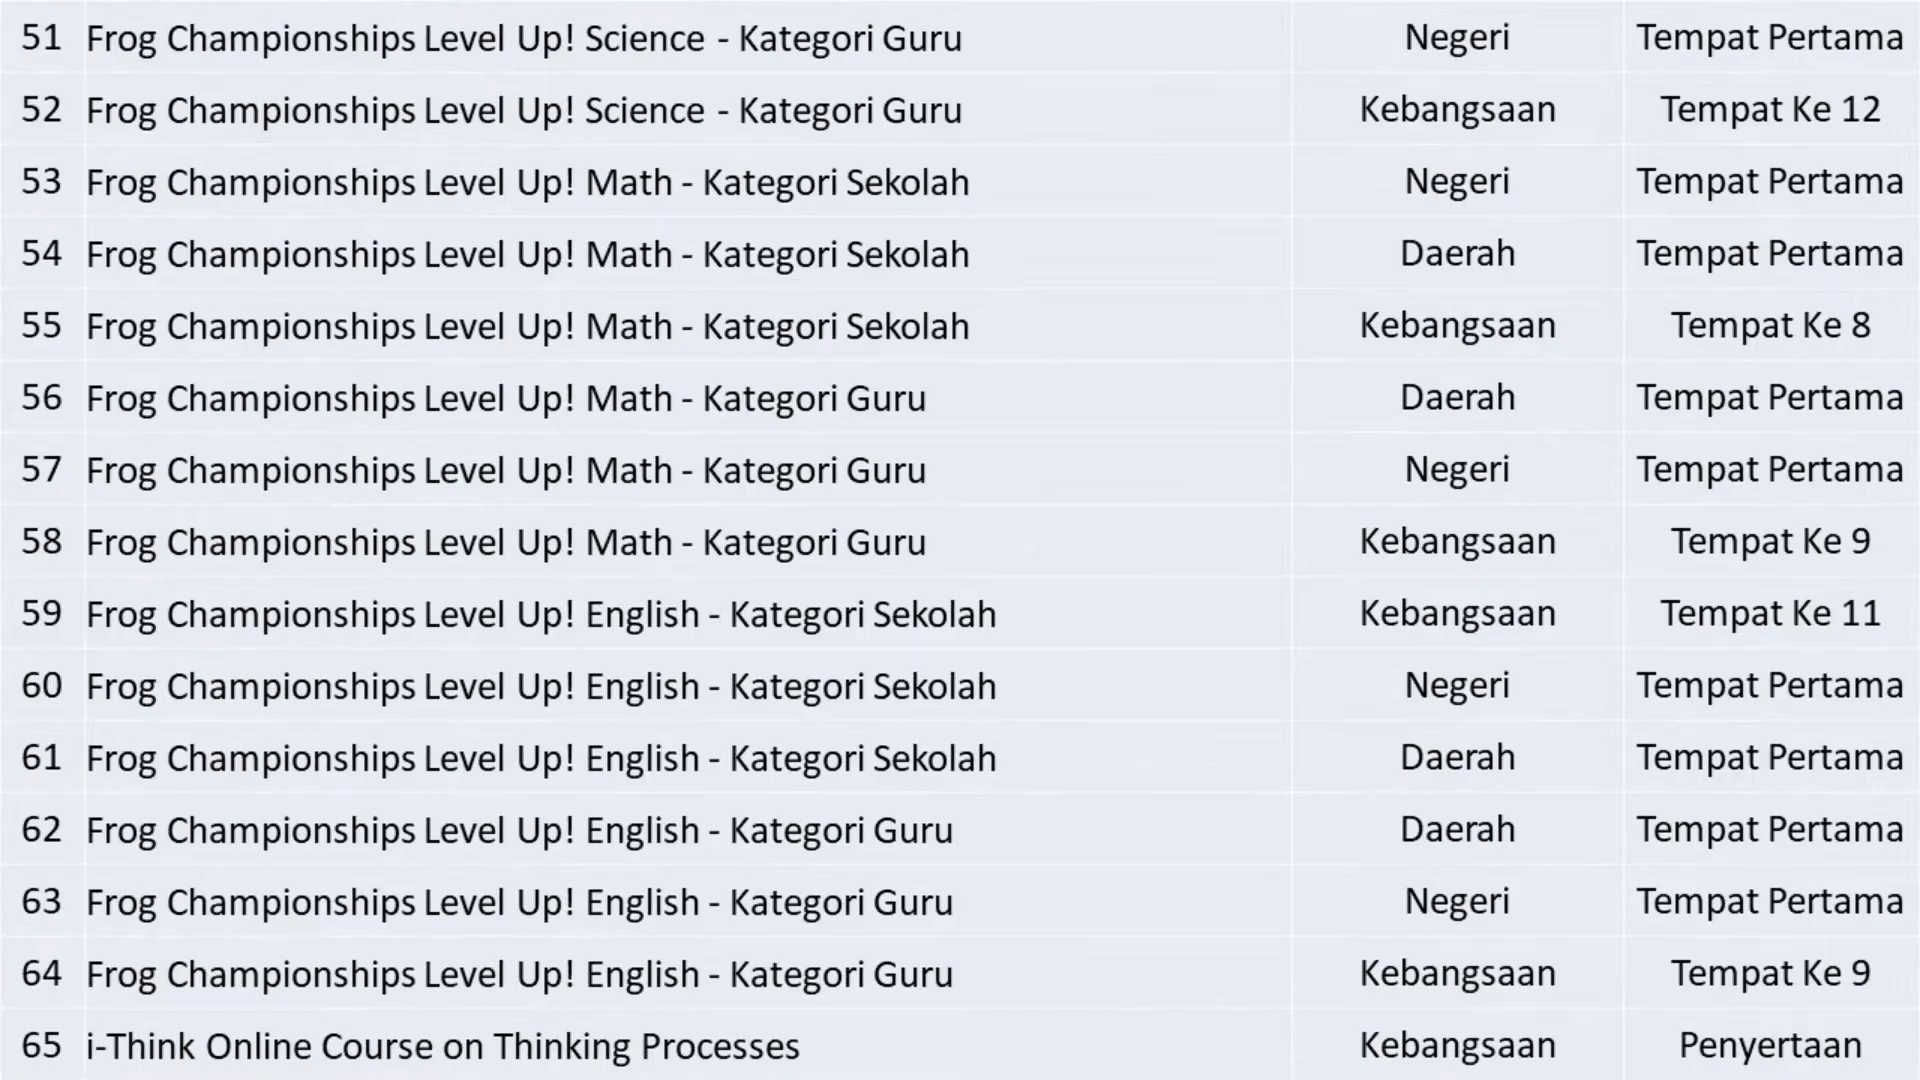 51 Frog Championships Level Up! Science - Kategori Guru Negeri Tempat Pertama
52 Frog Championships Level Up! Science - Kategori Guru Kebangsaan Tempat Ke 12
53 Frog Championships Level Up! Math - Kategori Sekolah Negeri Tempat Pertama
54 Frog Championships Level Up! Math - Kategori Sekolah Daerah Tempat Pertama
55 Frog Championships Level Up! Math - Kategori Sekolah Kebangsaan Tempat Ke 8
56 Frog Championships Level Up! Math - Kategori Guru Daerah Tempat Pertama
57 Frog Championships Level Up! Math - Kategori Guru Negeri Tempat Pertama
58 Frog Championships Level Up! Math - Kategori Guru Kebangsaan Tempat Ke 9
59 Frog Championships Level Up! English - Kategori Sekolah Kebangsaan Tempat Ke 11
60 Frog Championships Level Up! English - Kategori Sekolah Negeri Tempat Pertama
61 Frog Championships Level Up! English - Kategori Sekolah Daerah Tempat Pertama
62 Frog Championships Level Up! English - Kategori Guru Daerah Tempat Pertama
63 Frog Championships Level Up! English - Kategori Guru Negeri Tempat Pertama
64 Frog Championships Level Up! English - Kategori Guru Kebangsaan Tempat Ke 9
65 i-Think Online Course on Thinking Processes Kebangsaan Penyertaan